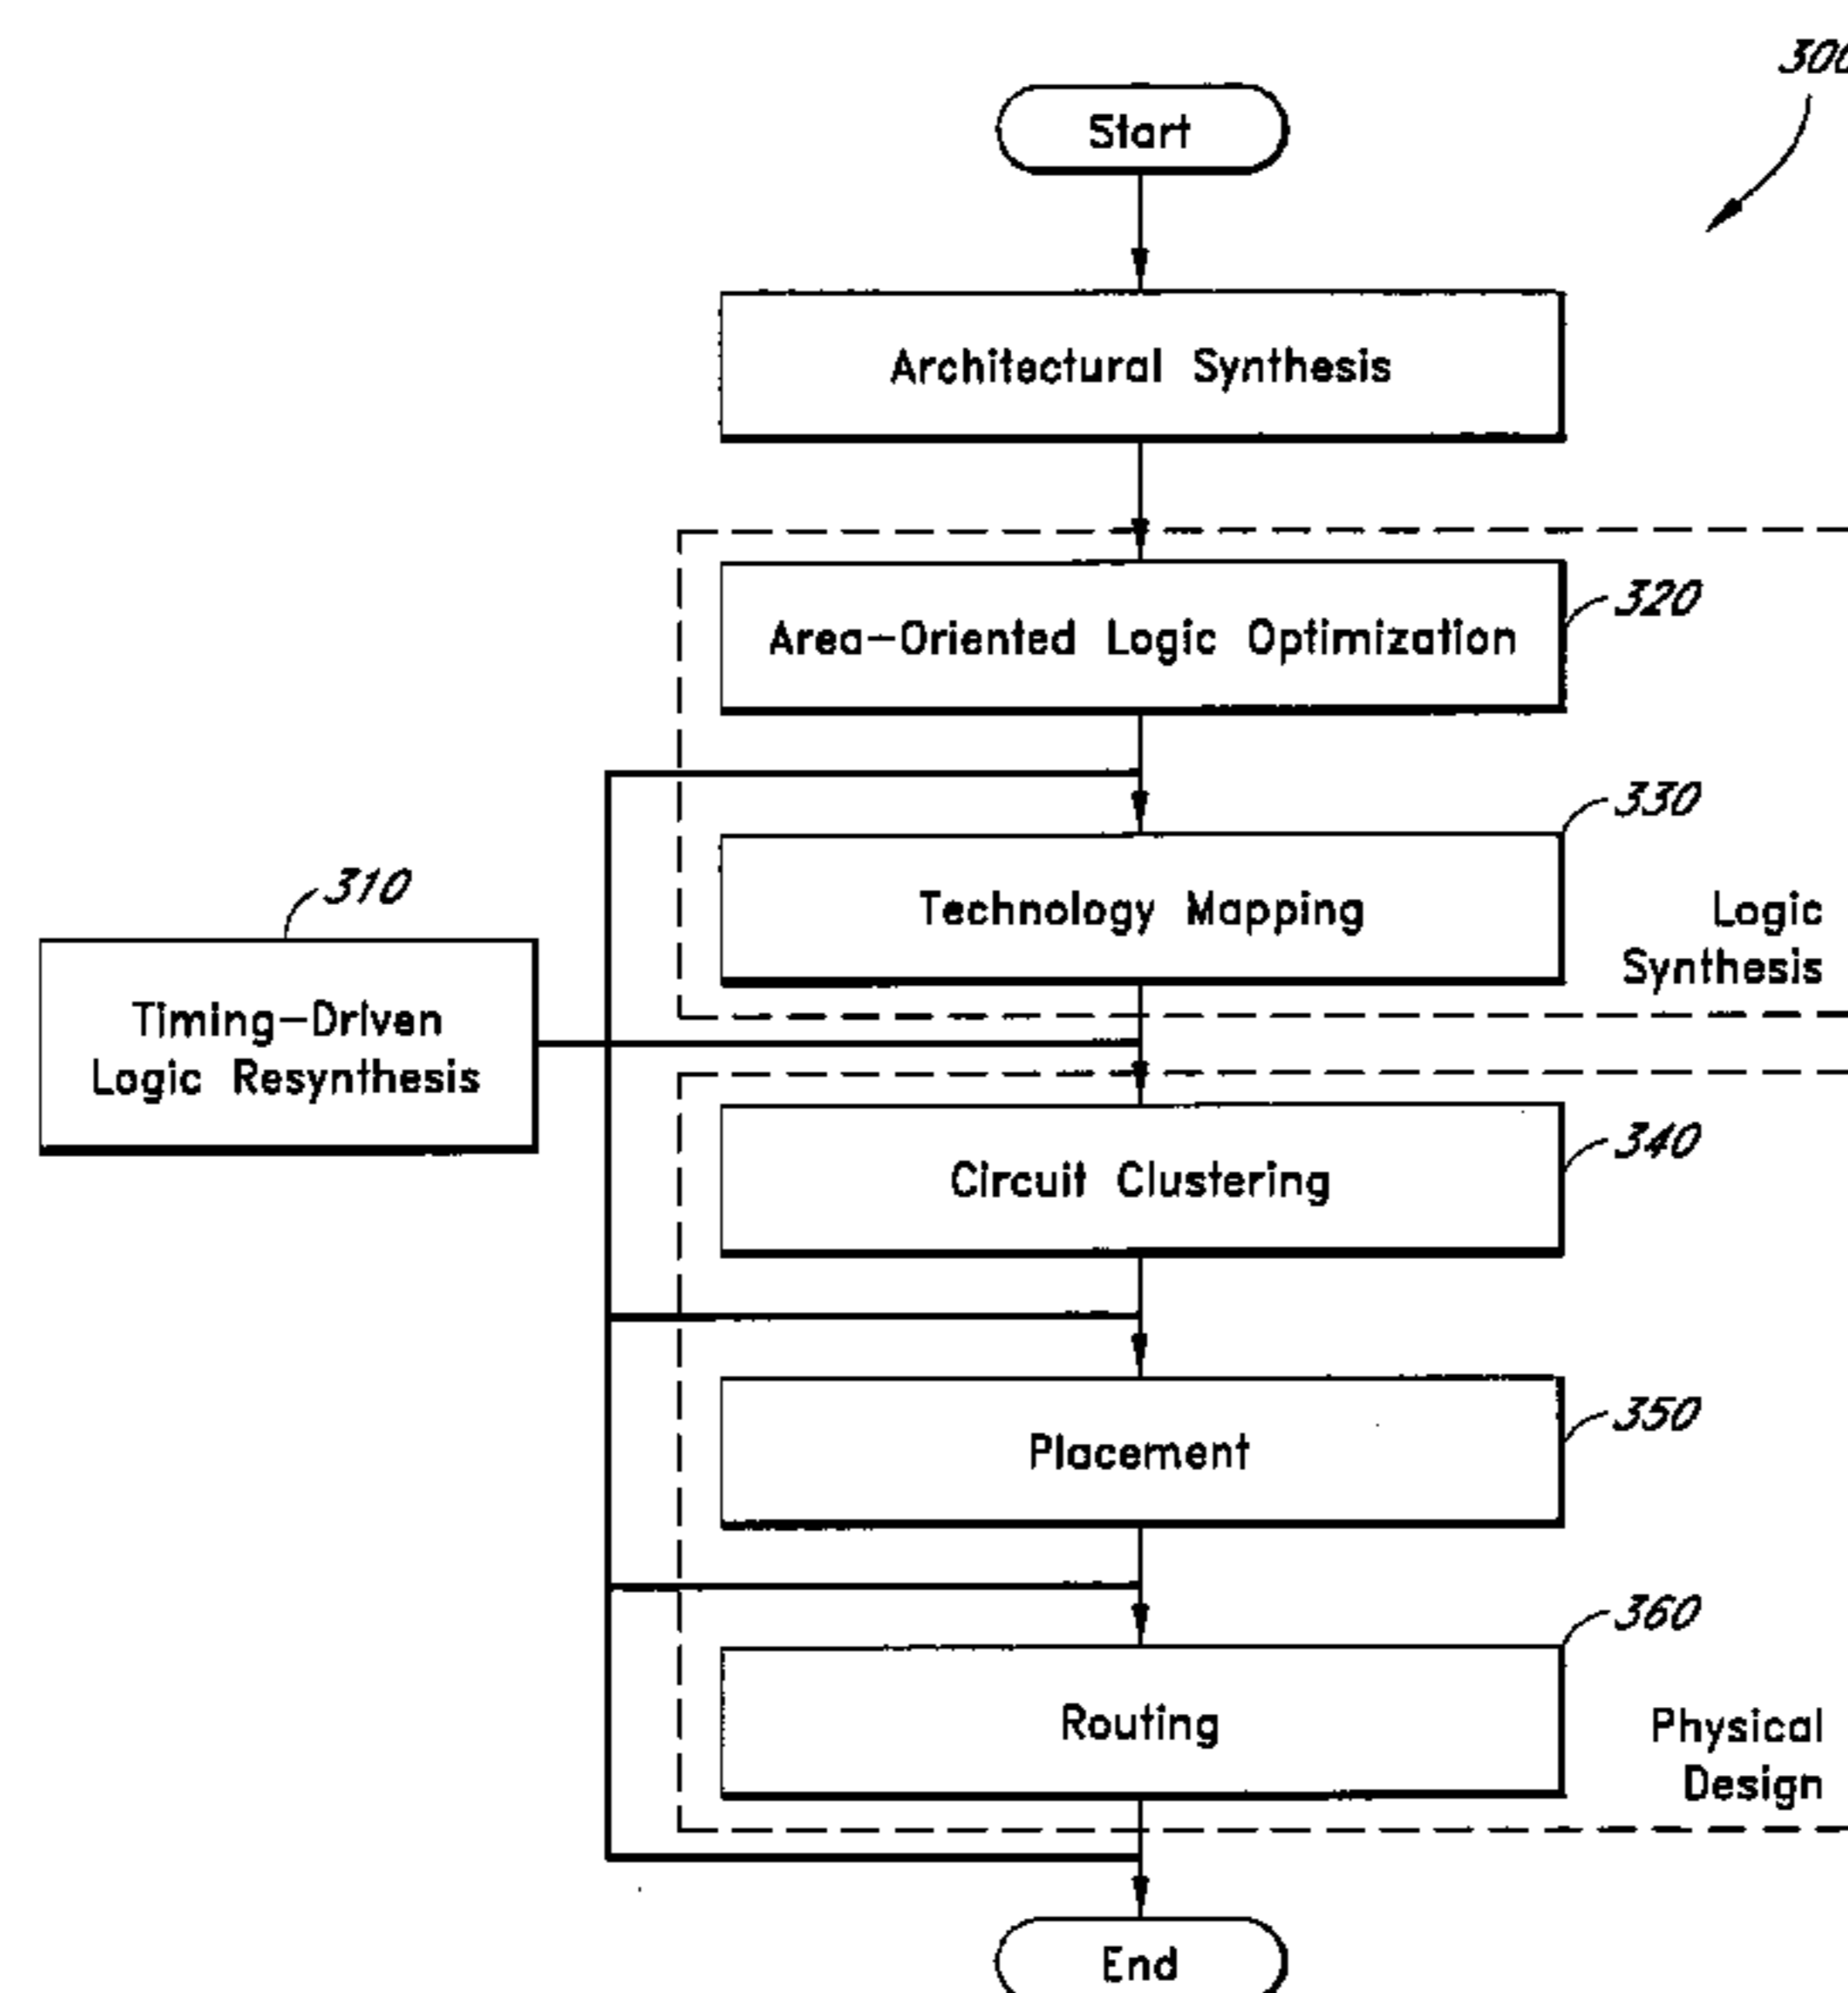 300
Start
Architectural Synthesis
320
Area-Oriented Logic Optimization
330
Technology Mapping
Logic
Synthesis
310
Timing-Driven
Logic Resynthesis
340
Circuit Clustering
350
Placement
360
Routing
Physical
Design
End